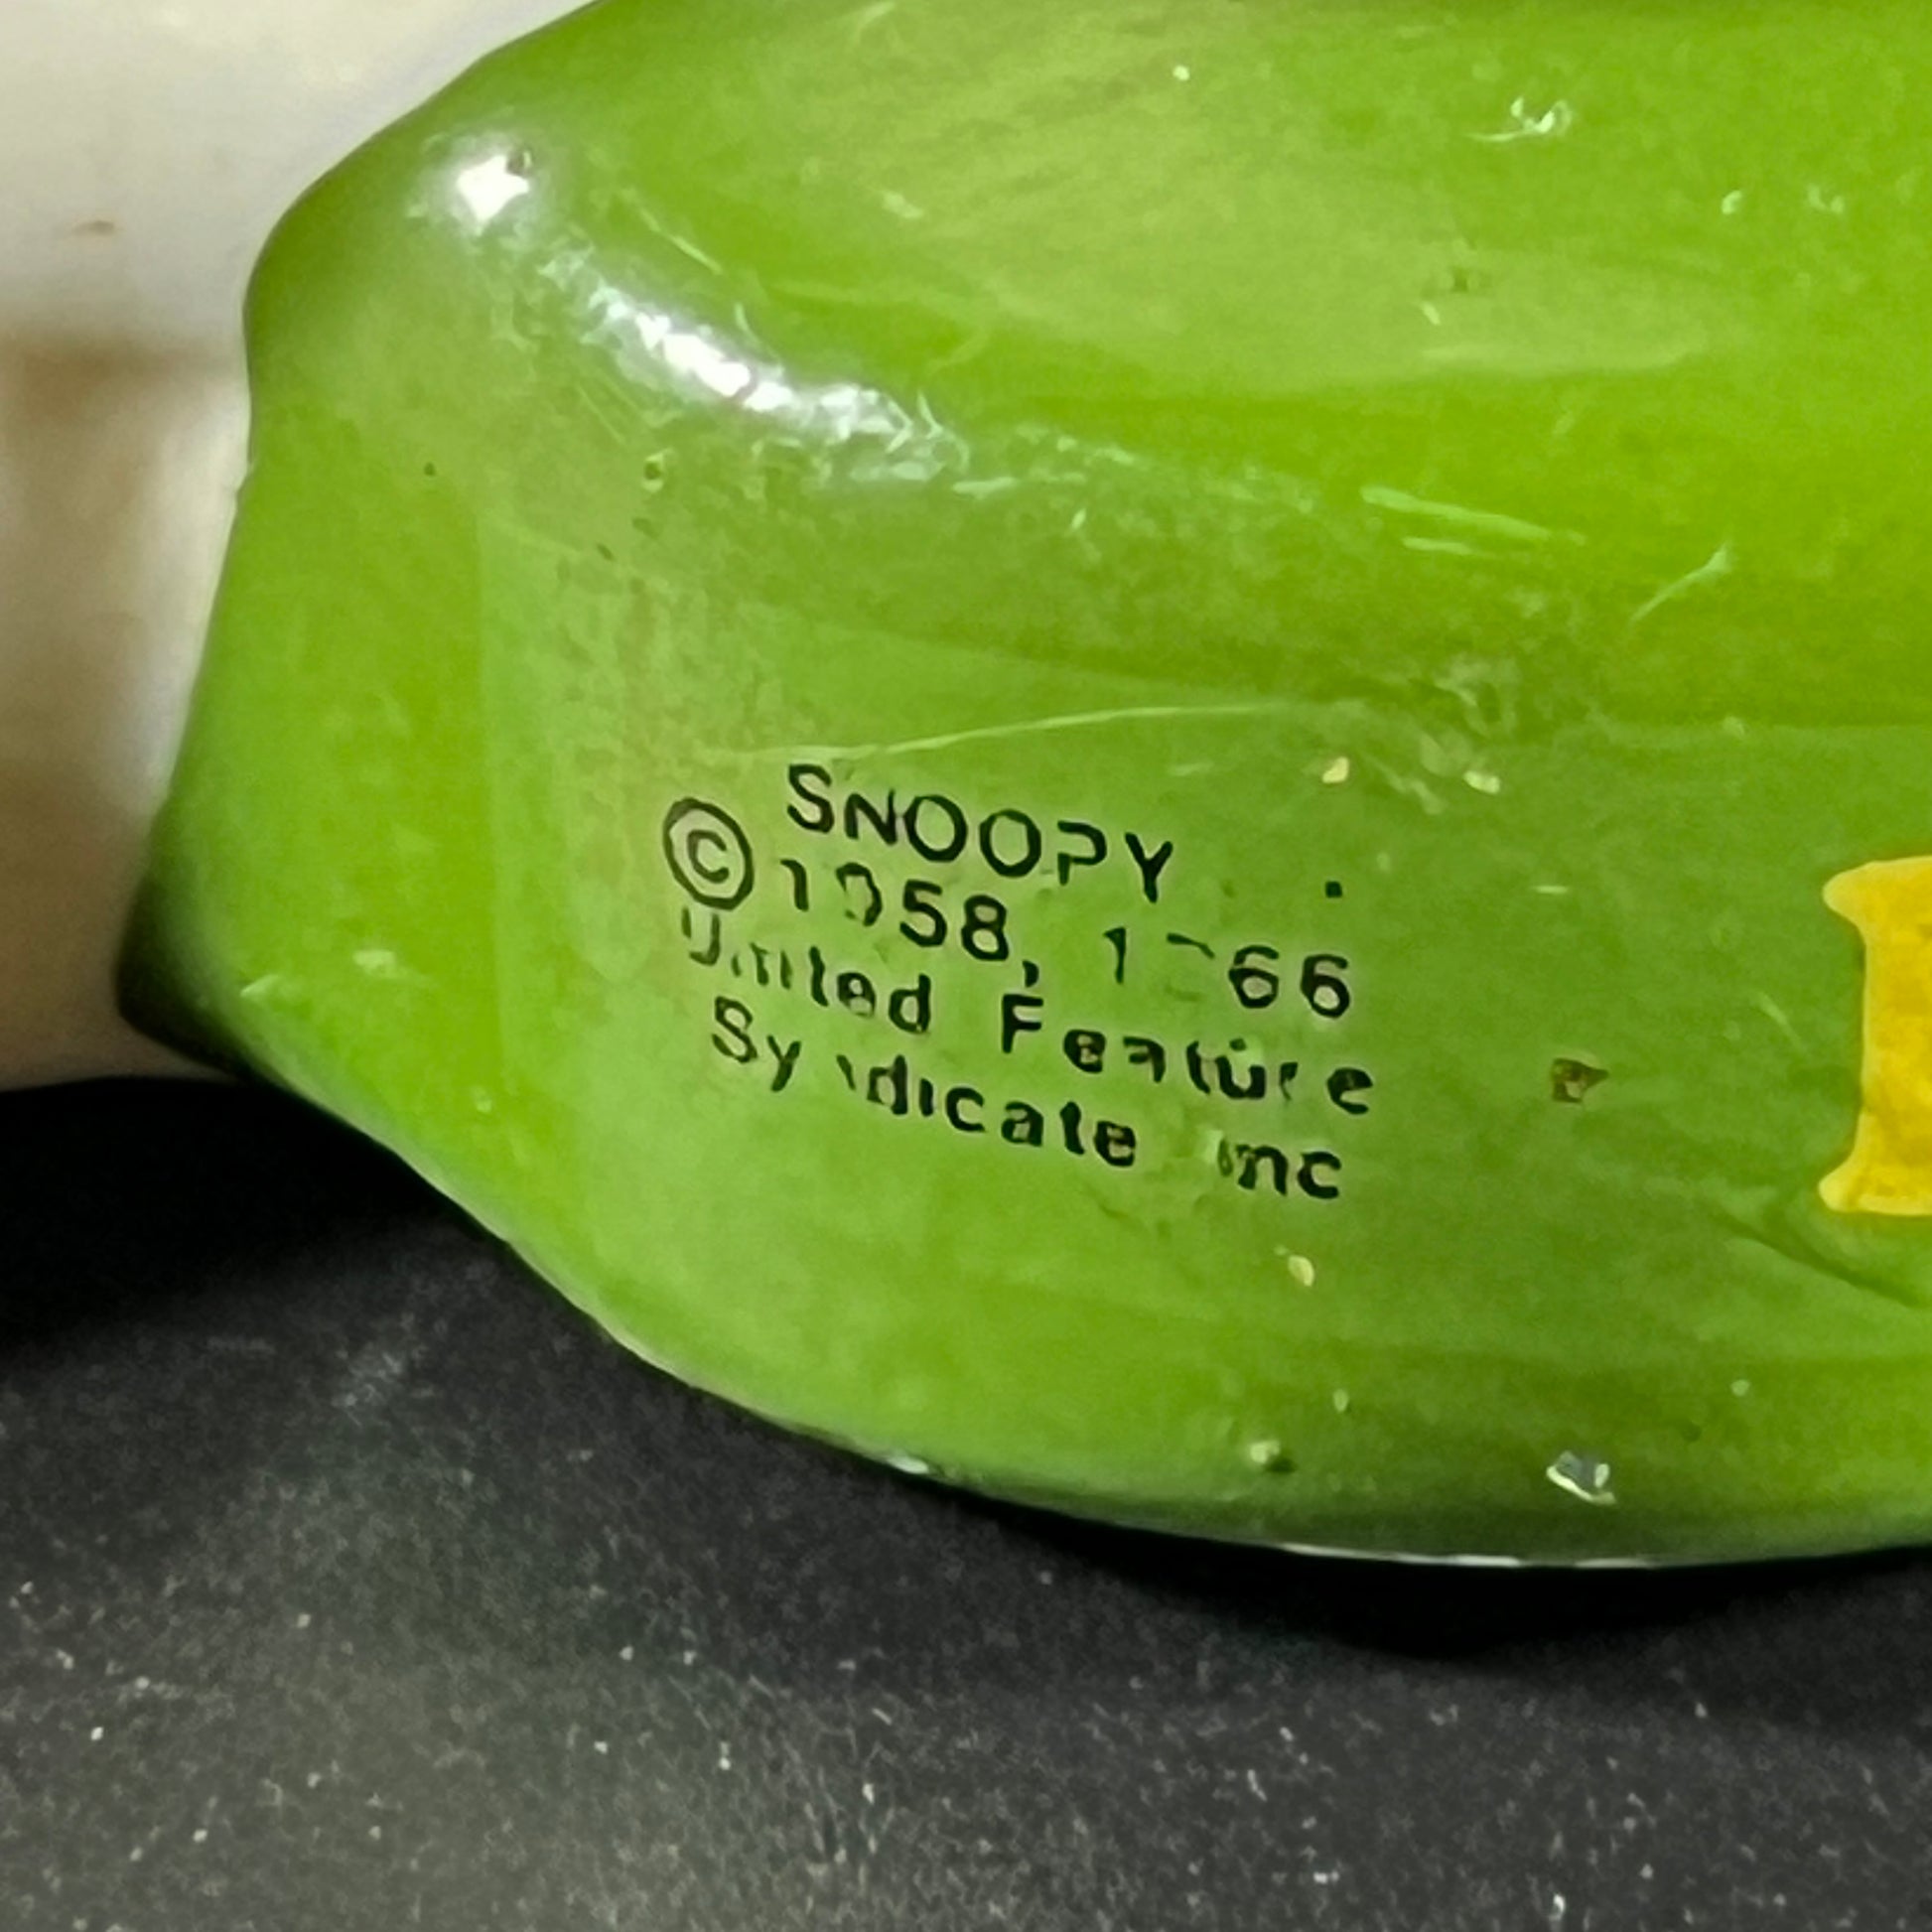 SNOOPY
© 1958, 1966
United Feature
Syndicate Inc